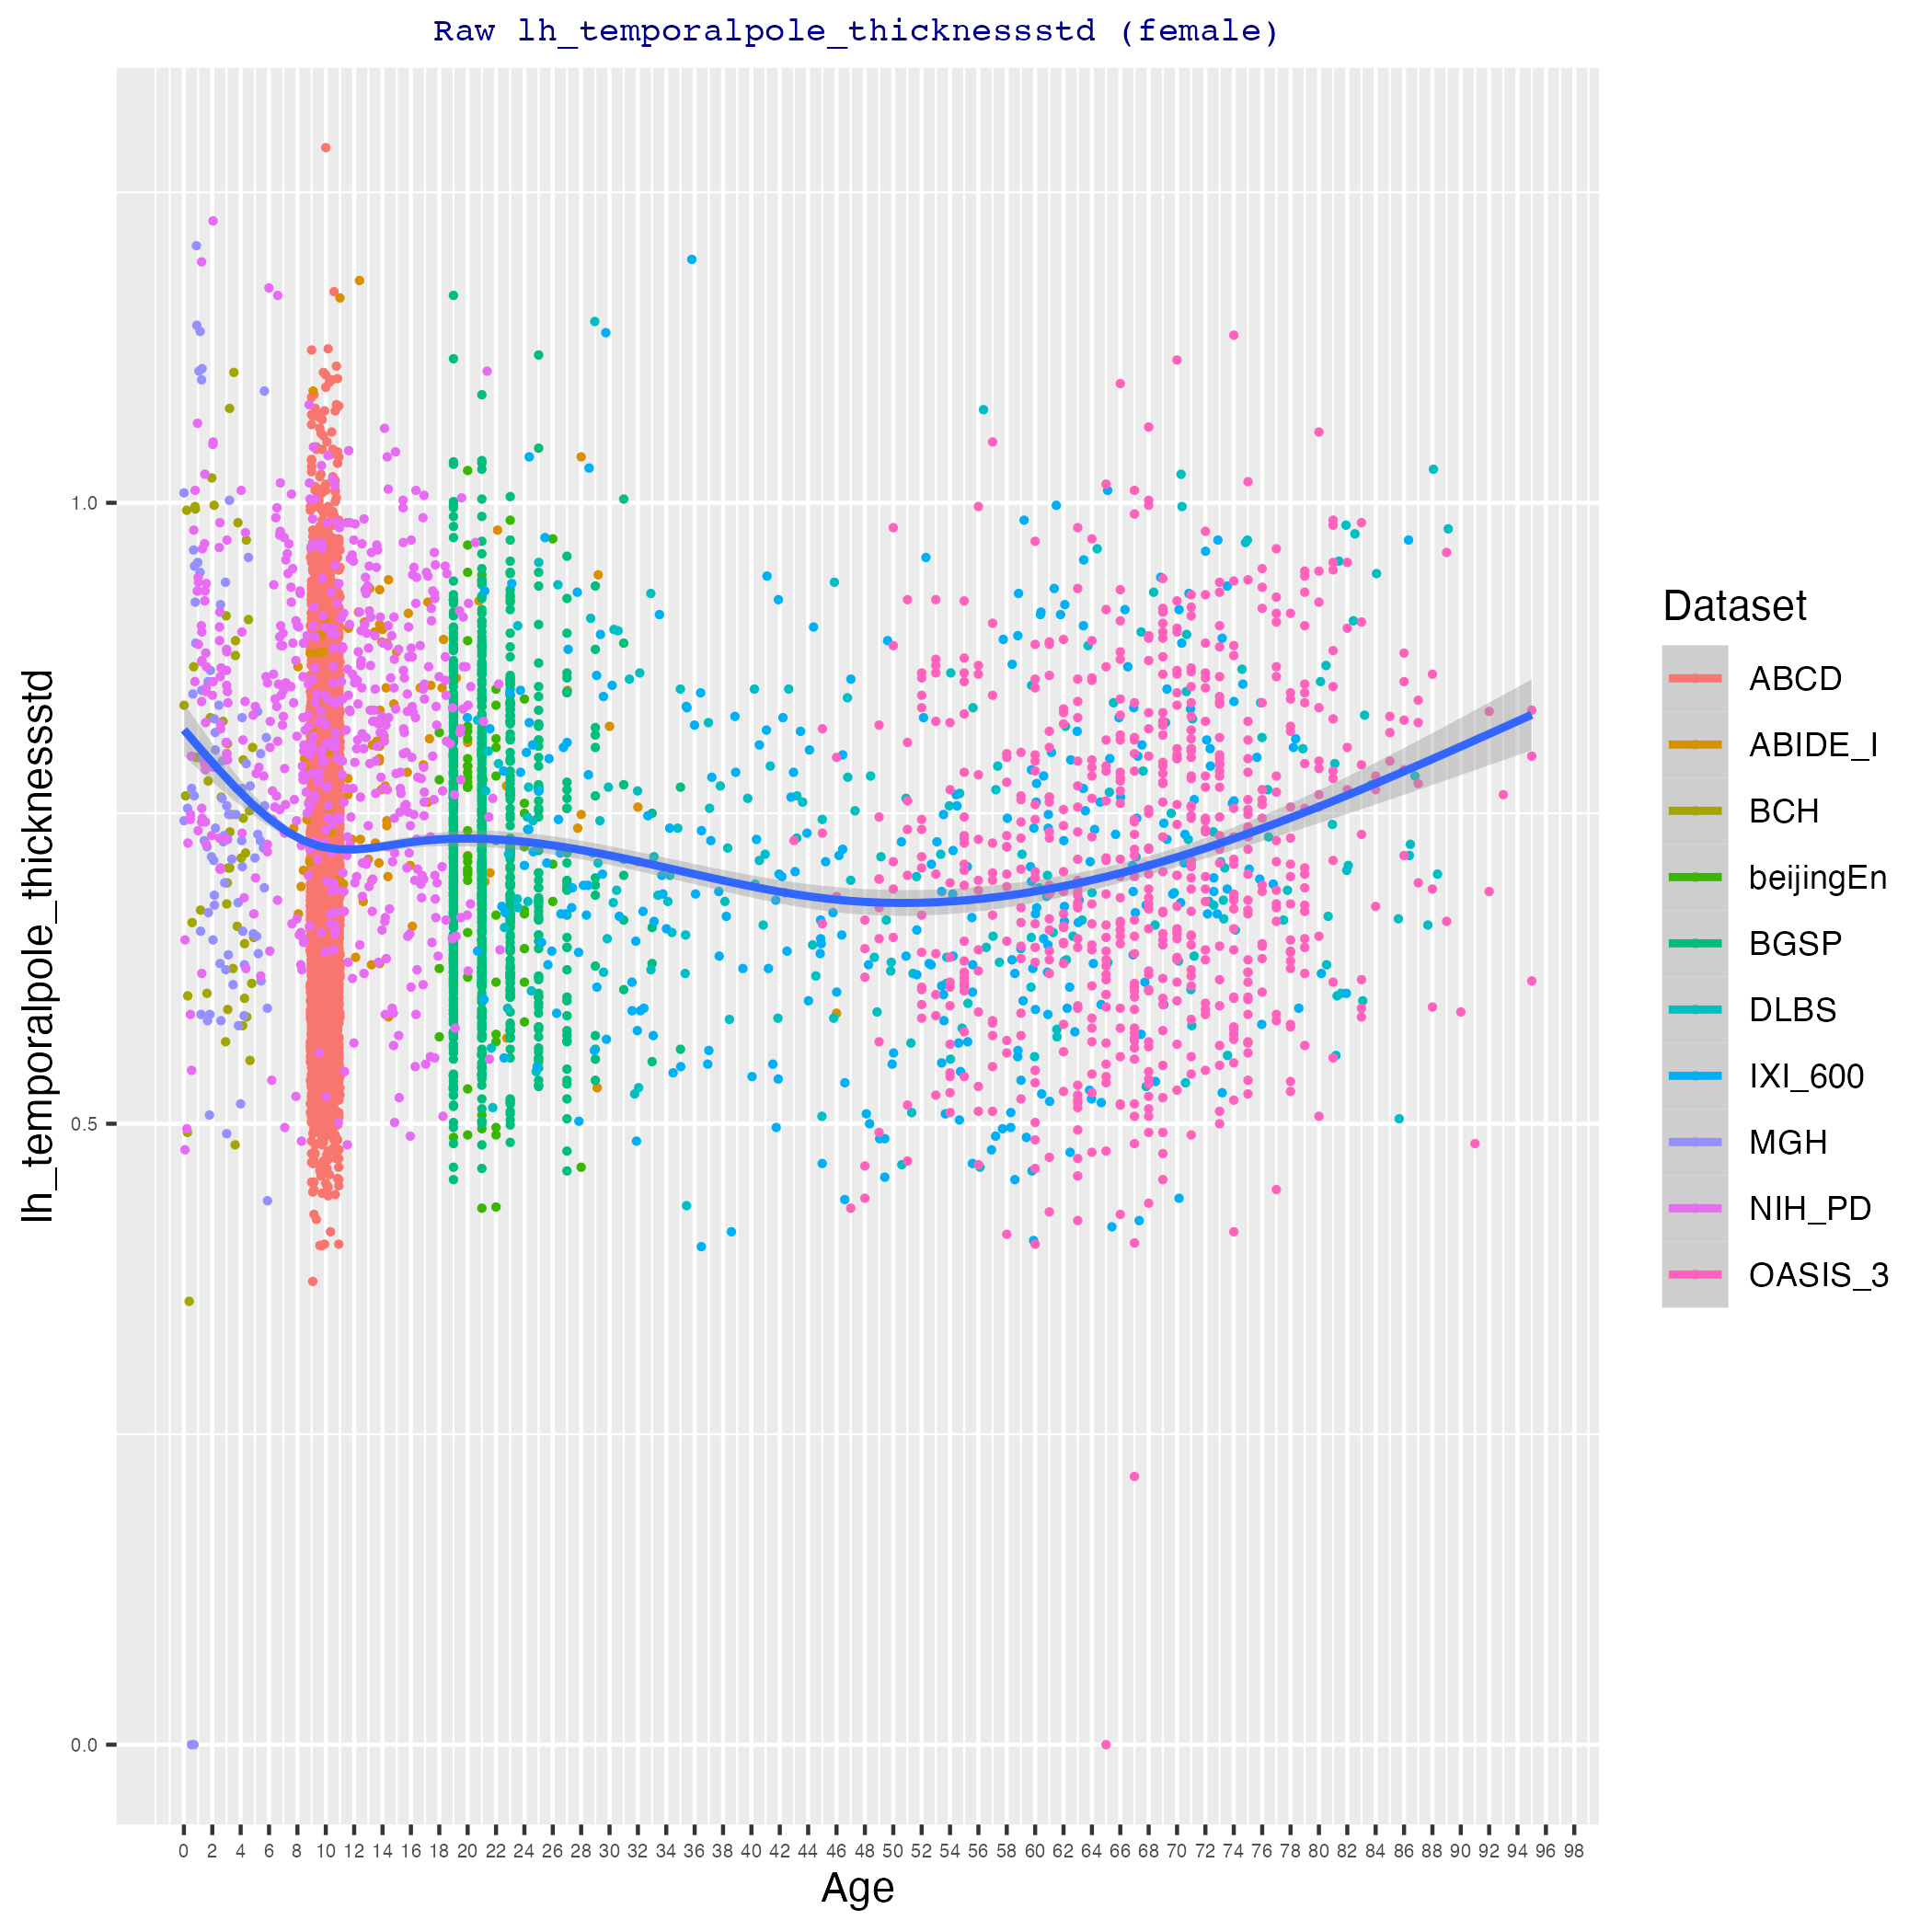 Raw lh_temporalpole_thicknessstd (female)
lh_temporalpole_thicknessstd
1.0
0.5
0.0
0 2 4 6 8 10 12 14 16 18 20 22 24 26 28 30 32 34 36 38 40 42 44 46 48 50 52 54 56 58 60 62 64 66 68 70 72 74 76 78 80 82 84 86 88 90 92 94 96 98
Age
Dataset
ABCD
ABIDE_I
BCH
beijingEn
BGSP
DLBS
IXI_600
MGH
NIH_PD
OASIS_3